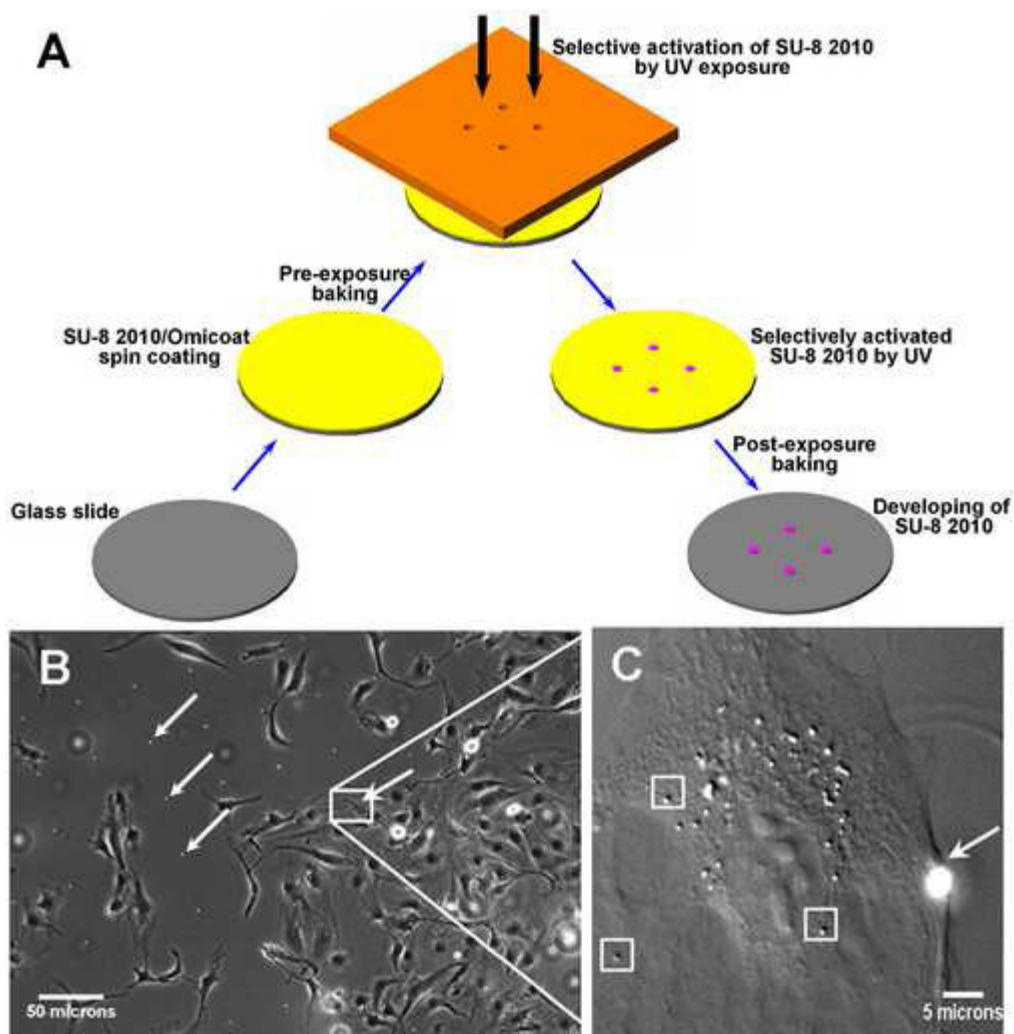 A
Selective activation of SU-8 2010
by UV exposure
Pre-exposure
baking
SU-8 2010/Omicoat
spin coating
Selectively activated
SU-8 2010 by UV
Post-exposure
baking
Glass slide
Developing of
SU-8 2010
B
50 microns
C
5 microns